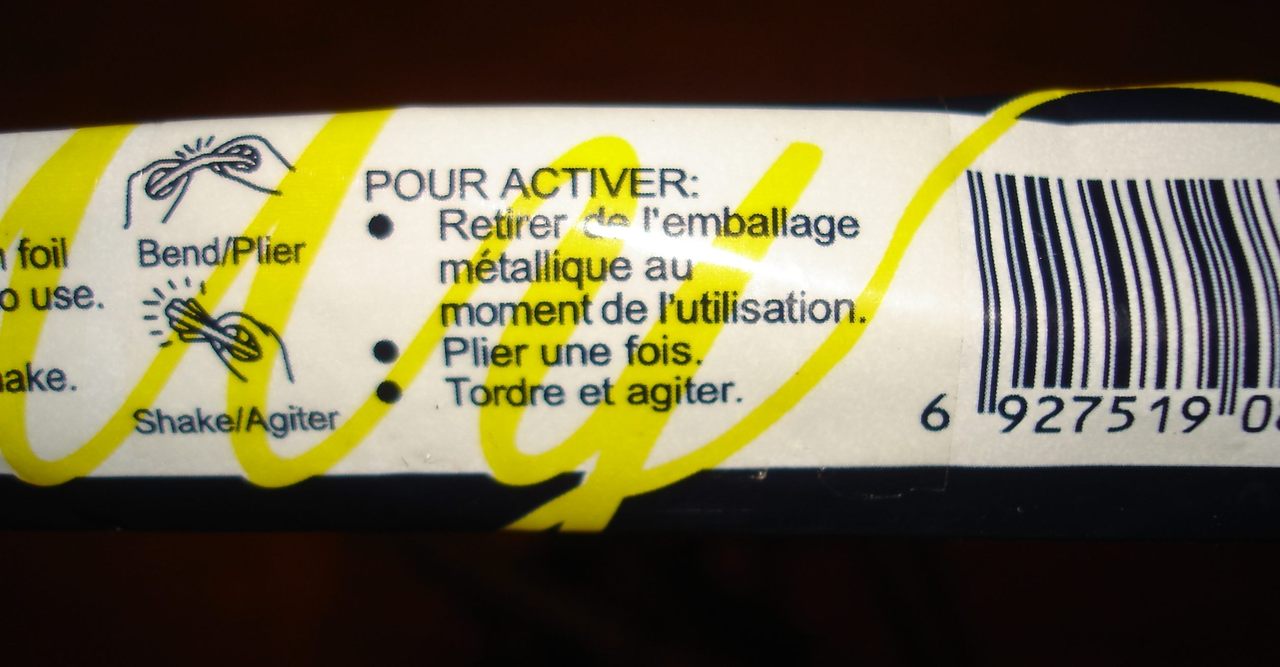 foil
use.
Bend/Plier
Shake/Agiter
POUR ACTIVER:
● Retirer de l'emballage
métallique au
moment de l'utilisation.
● Plier une fois.
● Tordre et agiter.
6 927519 0